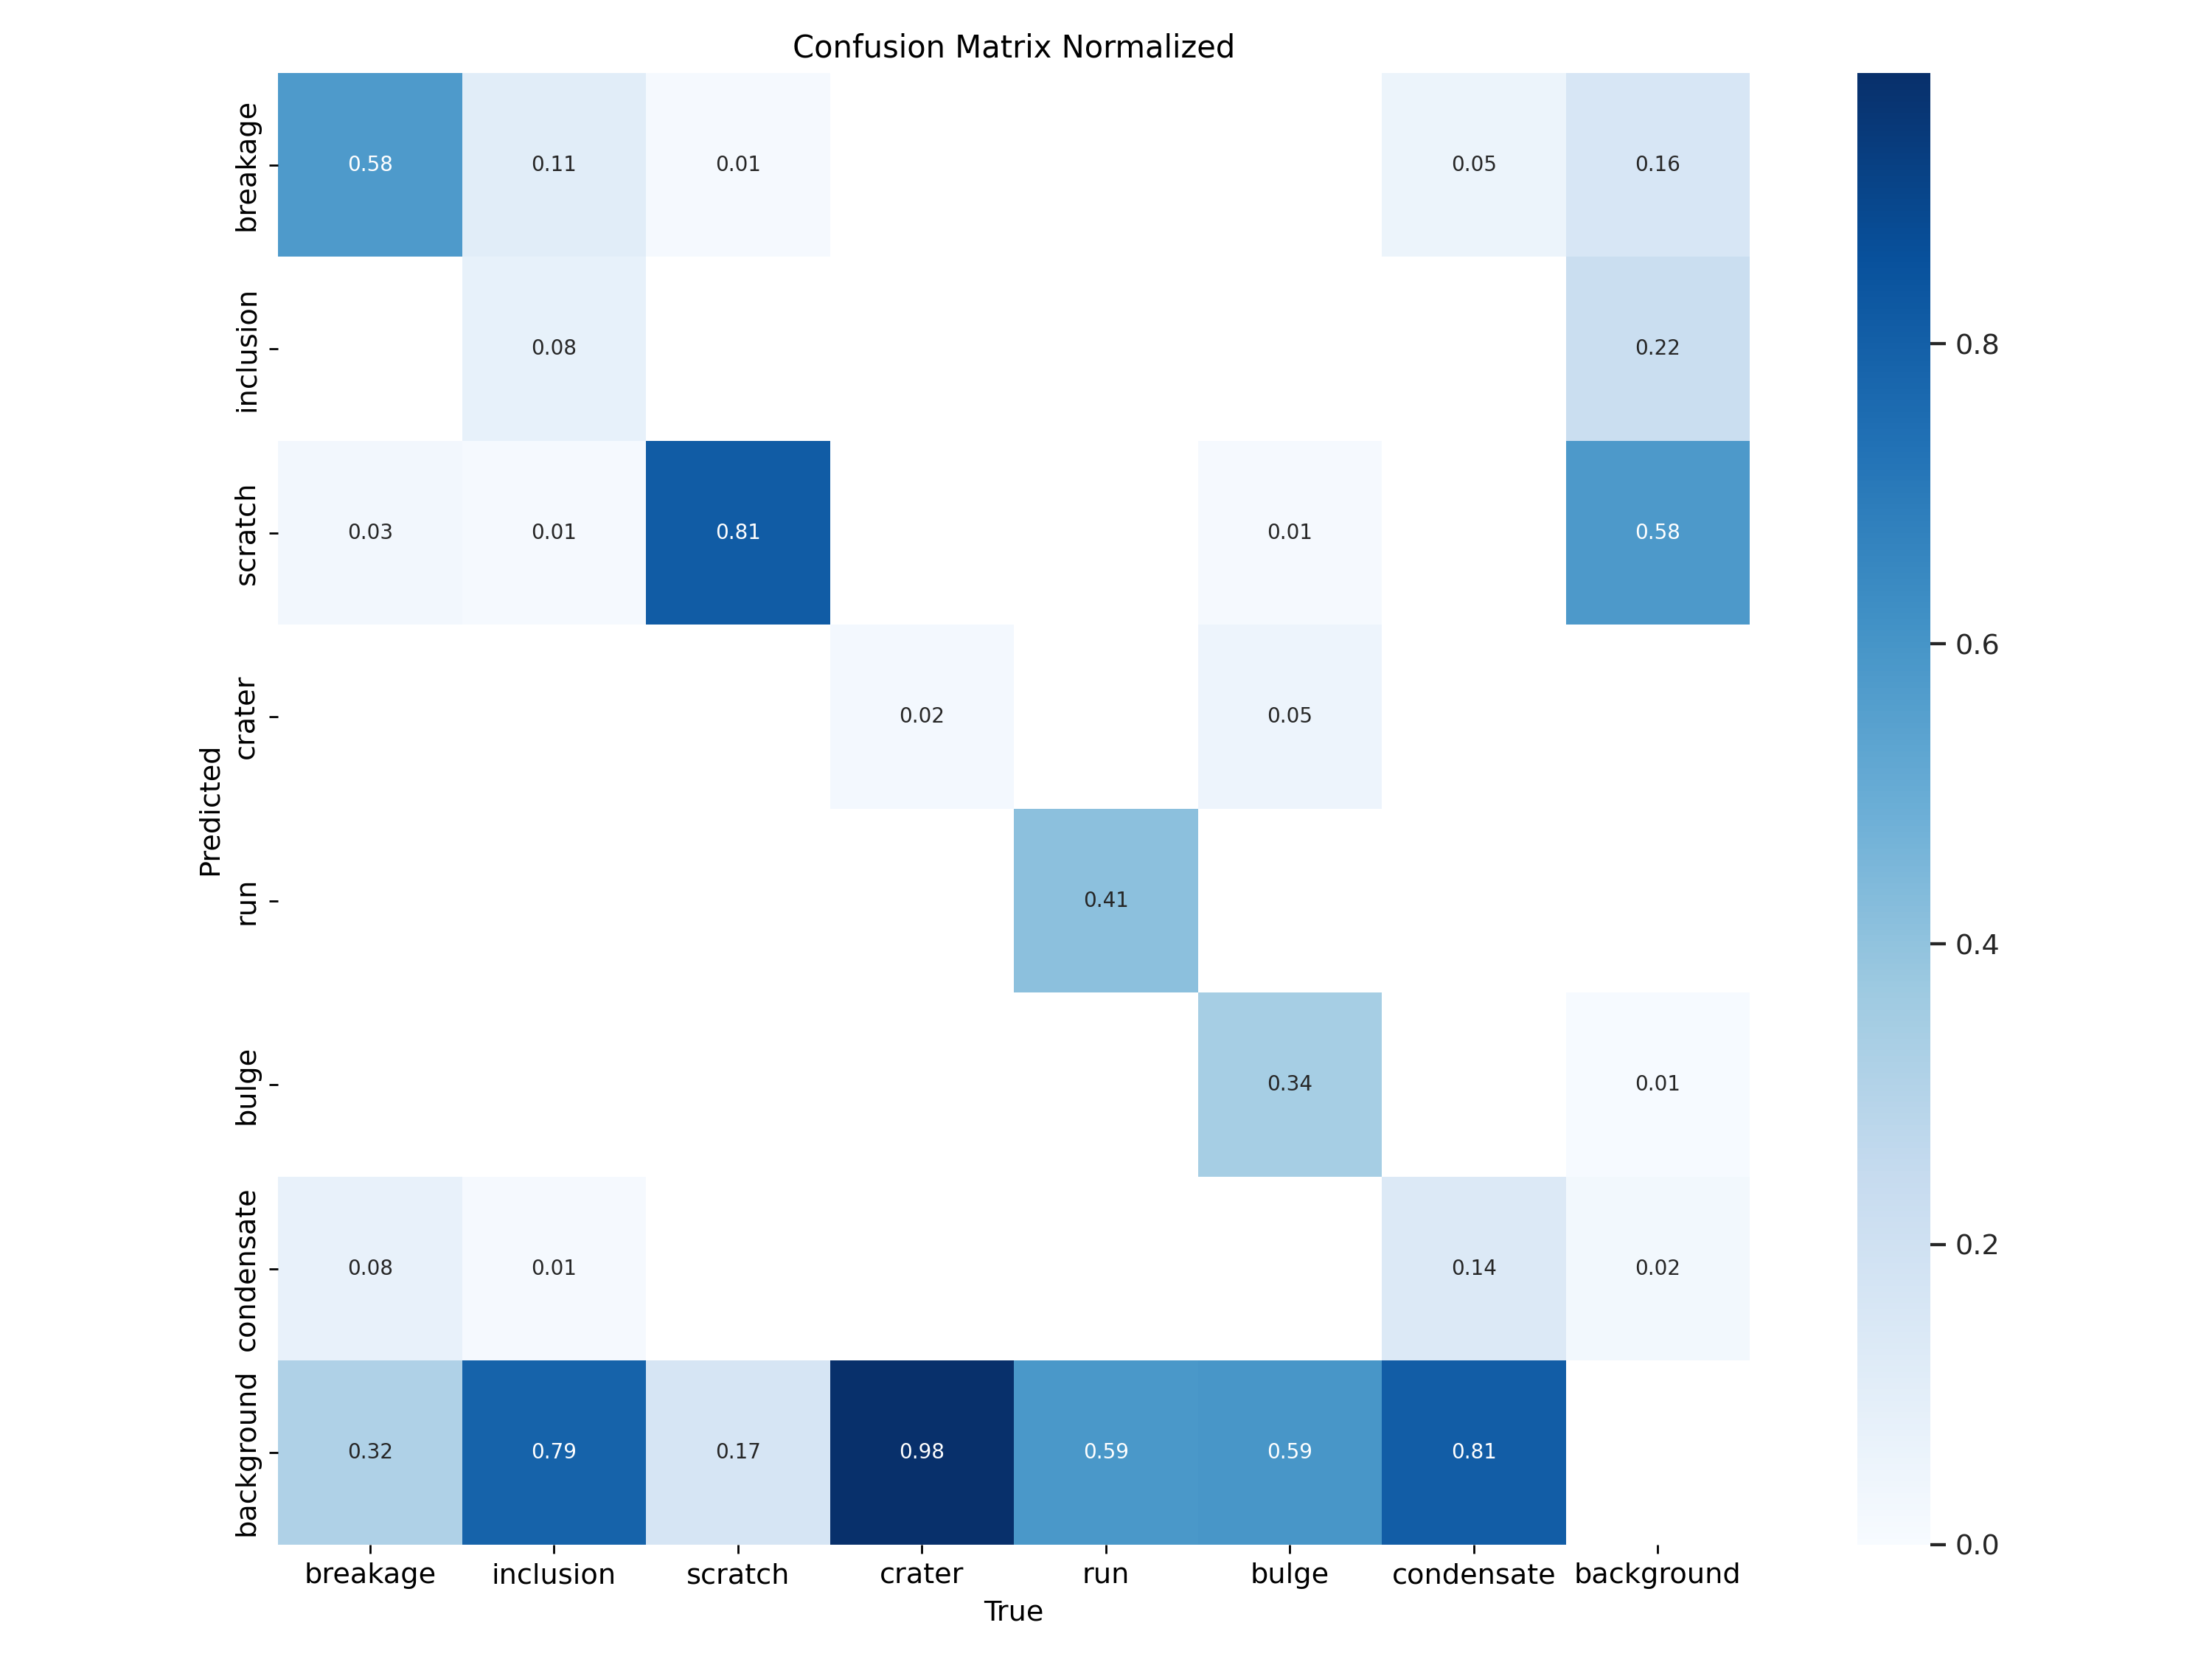 Confusion Matrix Normalized
breakage
0.58
0.11
0.01
0.05
0.16
inclusion
0.08
0.22
0.8
scratch
0.03
0.01
0.81
0.01
0.58
0.6
Predicted
crater
0.02
0.05
run
0.41
0.4
bulge
0.34
0.01
condensate
0.08
0.01
0.14
0.02
0.2
background
0.32
0.79
0.17
0.98
0.59
0.59
0.81
0.0
breakage inclusion scratch crater run bulge condensate background
True